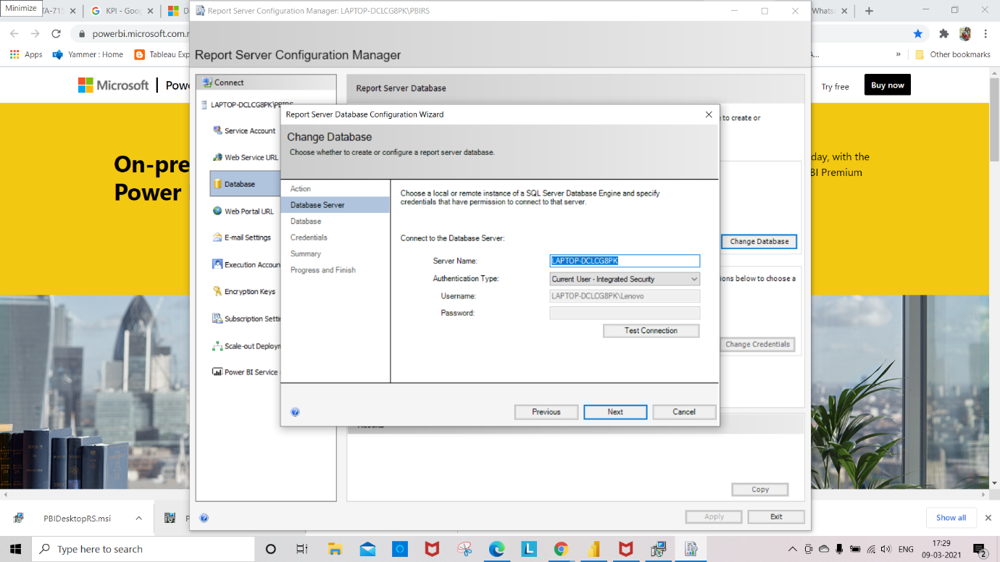 Minimize
TA-715
KPI - Goo
D
Report Server Configuration Manager: LAPTOP-DCLCG8PK\PBIRS
Whats
powerbi.microsoft.com
Apps
Yammer : Home
Tableau Exp
A...
»
Other bookmarks
Microsoft
Powe
Try free
Buy now
On-pre
Power
day, with the
BI Premium
Report Server Configuration Manager
Connect
LAPTOP-DCLCG8PK\PBIRS
Service Account
Web Service URL
Database
Web Portal URL
E-mail Settings
Execution Accoun
Encryption Keys
Subscription Setti
Scale-out Deploym
Power BI Service
Report Server Database
e to create or
Change Database
ions below to choose a
Change Credentials
Results
Copy
Apply
Exit
Report Server Database Configuration Wizard
Change Database
Choose whether to create or configure a report server database.
Action
Database Server
Database
Credentials
Summary
Progress and Finish
Choose a local or remote instance of a SQL Server Database Engine and specify
credentials that have permission to connect to that server.
Connect to the Database Server:
Server Name:
LAPTOP-DCLCG8PK
Authentication Type:
Current User - Integrated Security
Username:
LAPTOP-DCLCG8PK\Lenovo
Password:
Test Connection
Previous
Next
Cancel
PBIDesktopRS.msi
P
Show all
Type here to search
L
ENG
17:29
09-03-2021
2